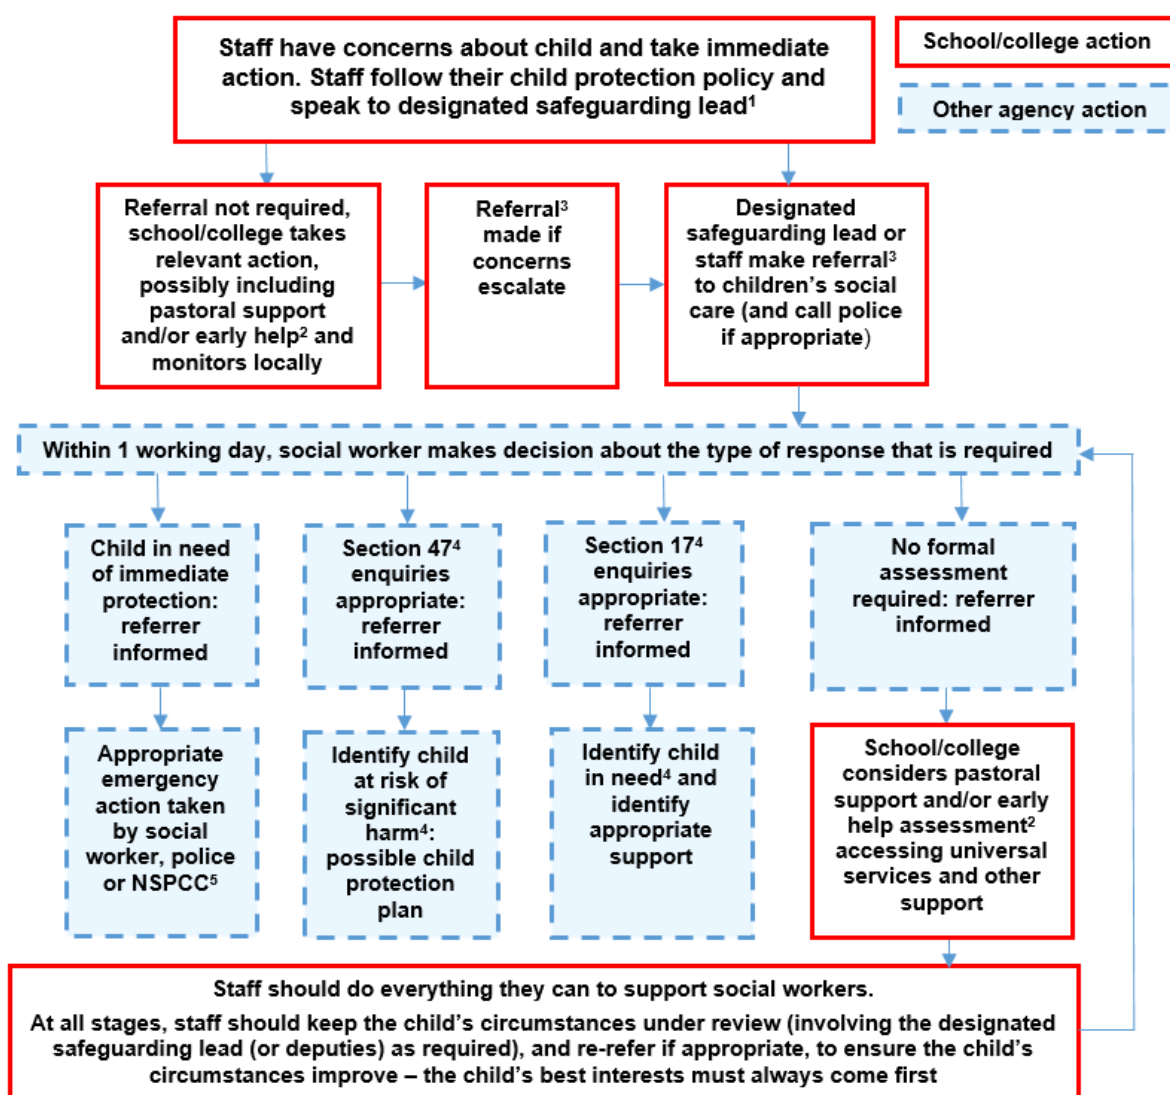 Staff have concerns about child and take immediate
action. Staff follow their child protection policy and
speak to designated safeguarding lead¹
School/college action
Other agency action
Referral not required,
school/college takes
relevant action,
possibly including
pastoral support
and/or early help² and
monitors locally
Referral³
made if
concerns
escalate
Designated
safeguarding lead or
staff make referral³
to children’s social
care (and call police
if appropriate)
Within 1 working day, social worker makes decision about the type of response that is required
Child in need
of immediate
protection:
referrer
informed
Section 47⁴
enquiries
appropriate:
referrer
informed
Section 17⁴
enquiries
appropriate:
referrer
informed
No formal
assessment
required: referrer
informed
Appropriate
emergency
action taken
by social
worker, police
or NSPCC⁵
Identify child
at risk of
significant
harm⁴:
possible child
protection
plan
Identify child
in need⁴ and
identify
appropriate
support
School/college
considers pastoral
support and/or early
help assessment²
accessing universal
services and other
support
Staff should do everything they can to support social workers.
At all stages, staff should keep the child’s circumstances under review (involving the designated
safeguarding lead (or deputies) as required), and re-refer if appropriate, to ensure the child’s
circumstances improve – the child’s best interests must always come first